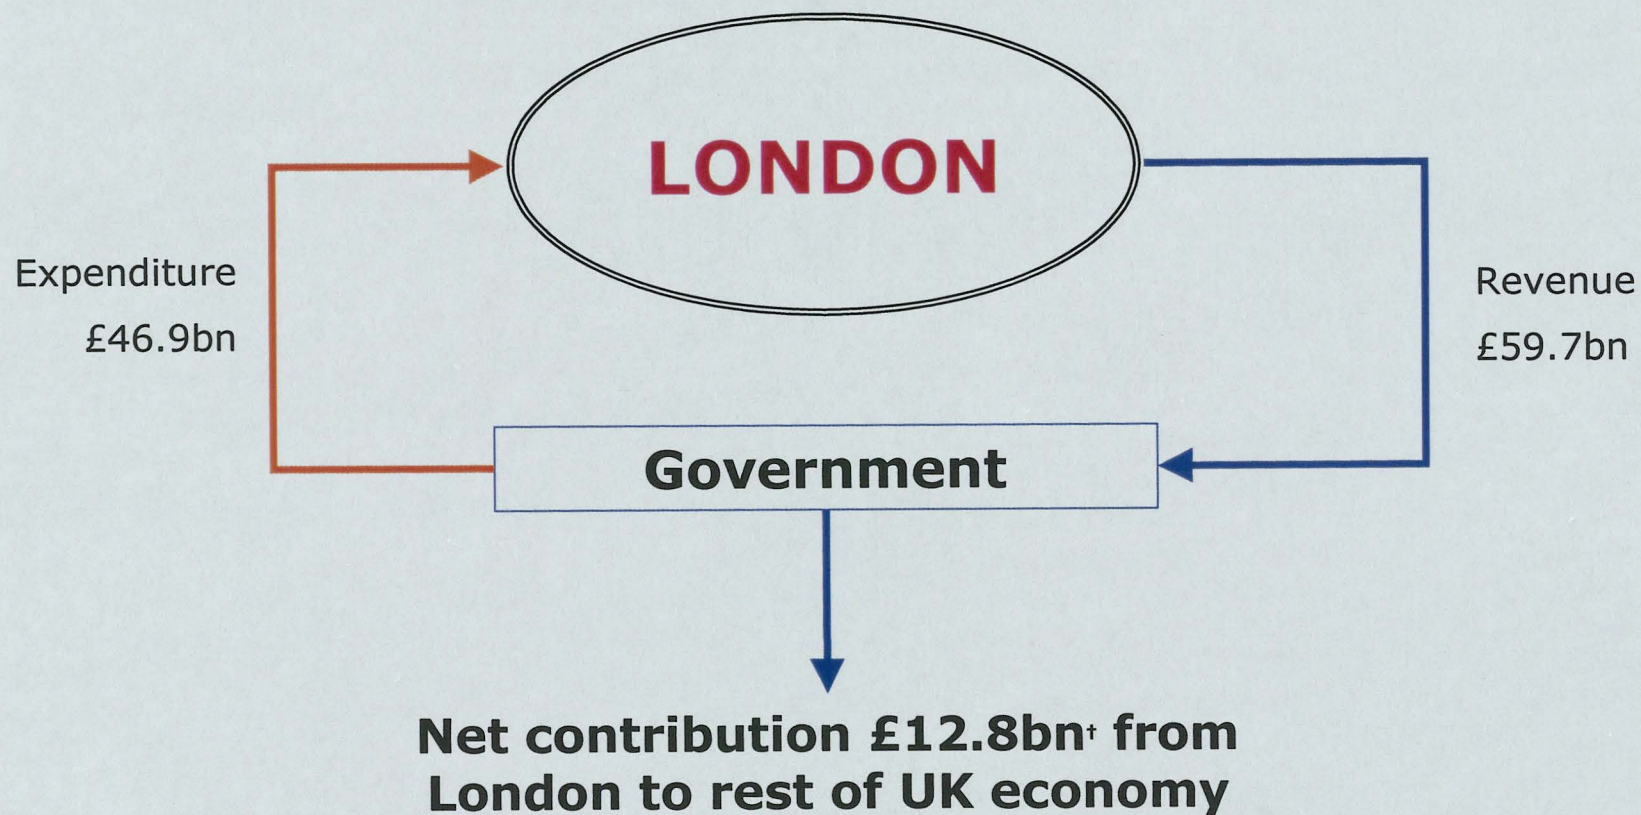 LONDON
Expenditure
£46.9bn
Revenue
£59.7bn
Government
Net contribution £12.8bn† from
London to rest of UK economy